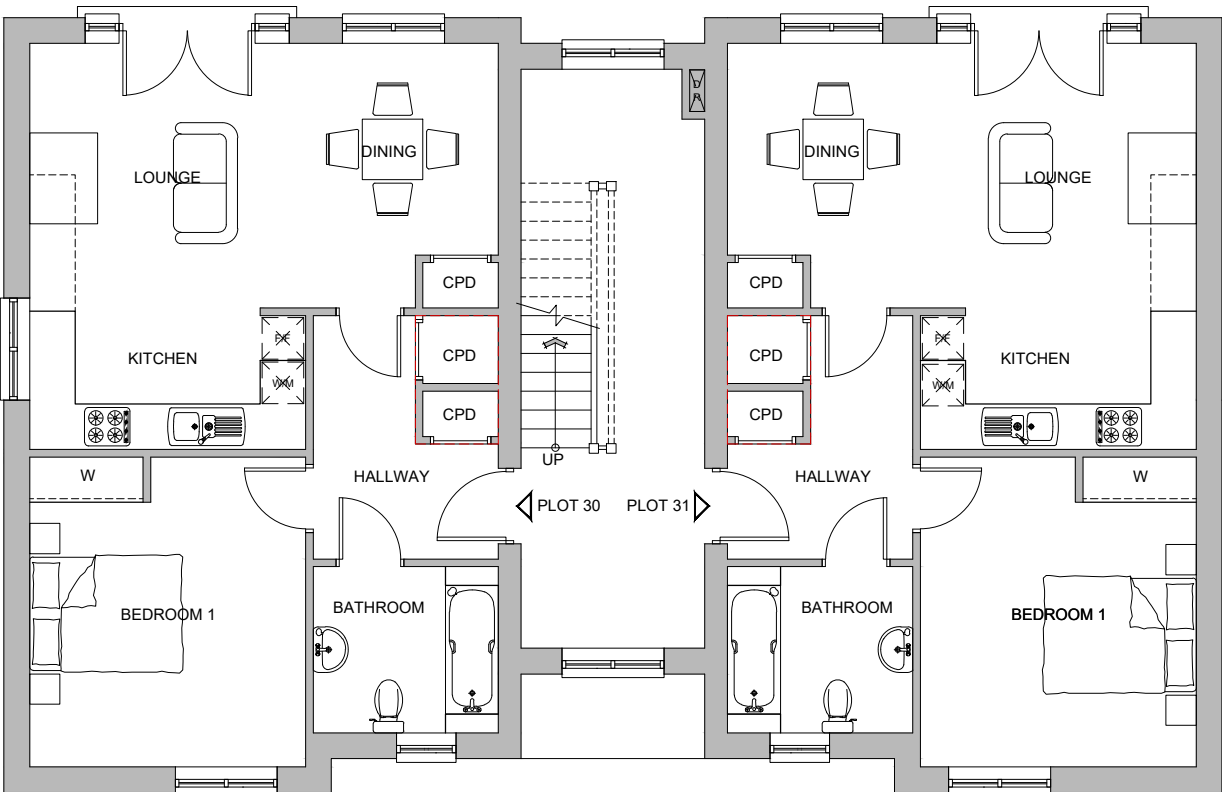 DINING
DINING
LOUNGE
LOUNGE
CPD
CPD
F/F
F/F
KITCHEN
CPD
CPD
KITCHEN
W/M
W/M
CPD
CPD
UP
W
HALLWAY
HALLWAY
W
PLOT 30
PLOT 31
BEDROOM 1
BATHROOM
BATHROOM
BEDROOM 1